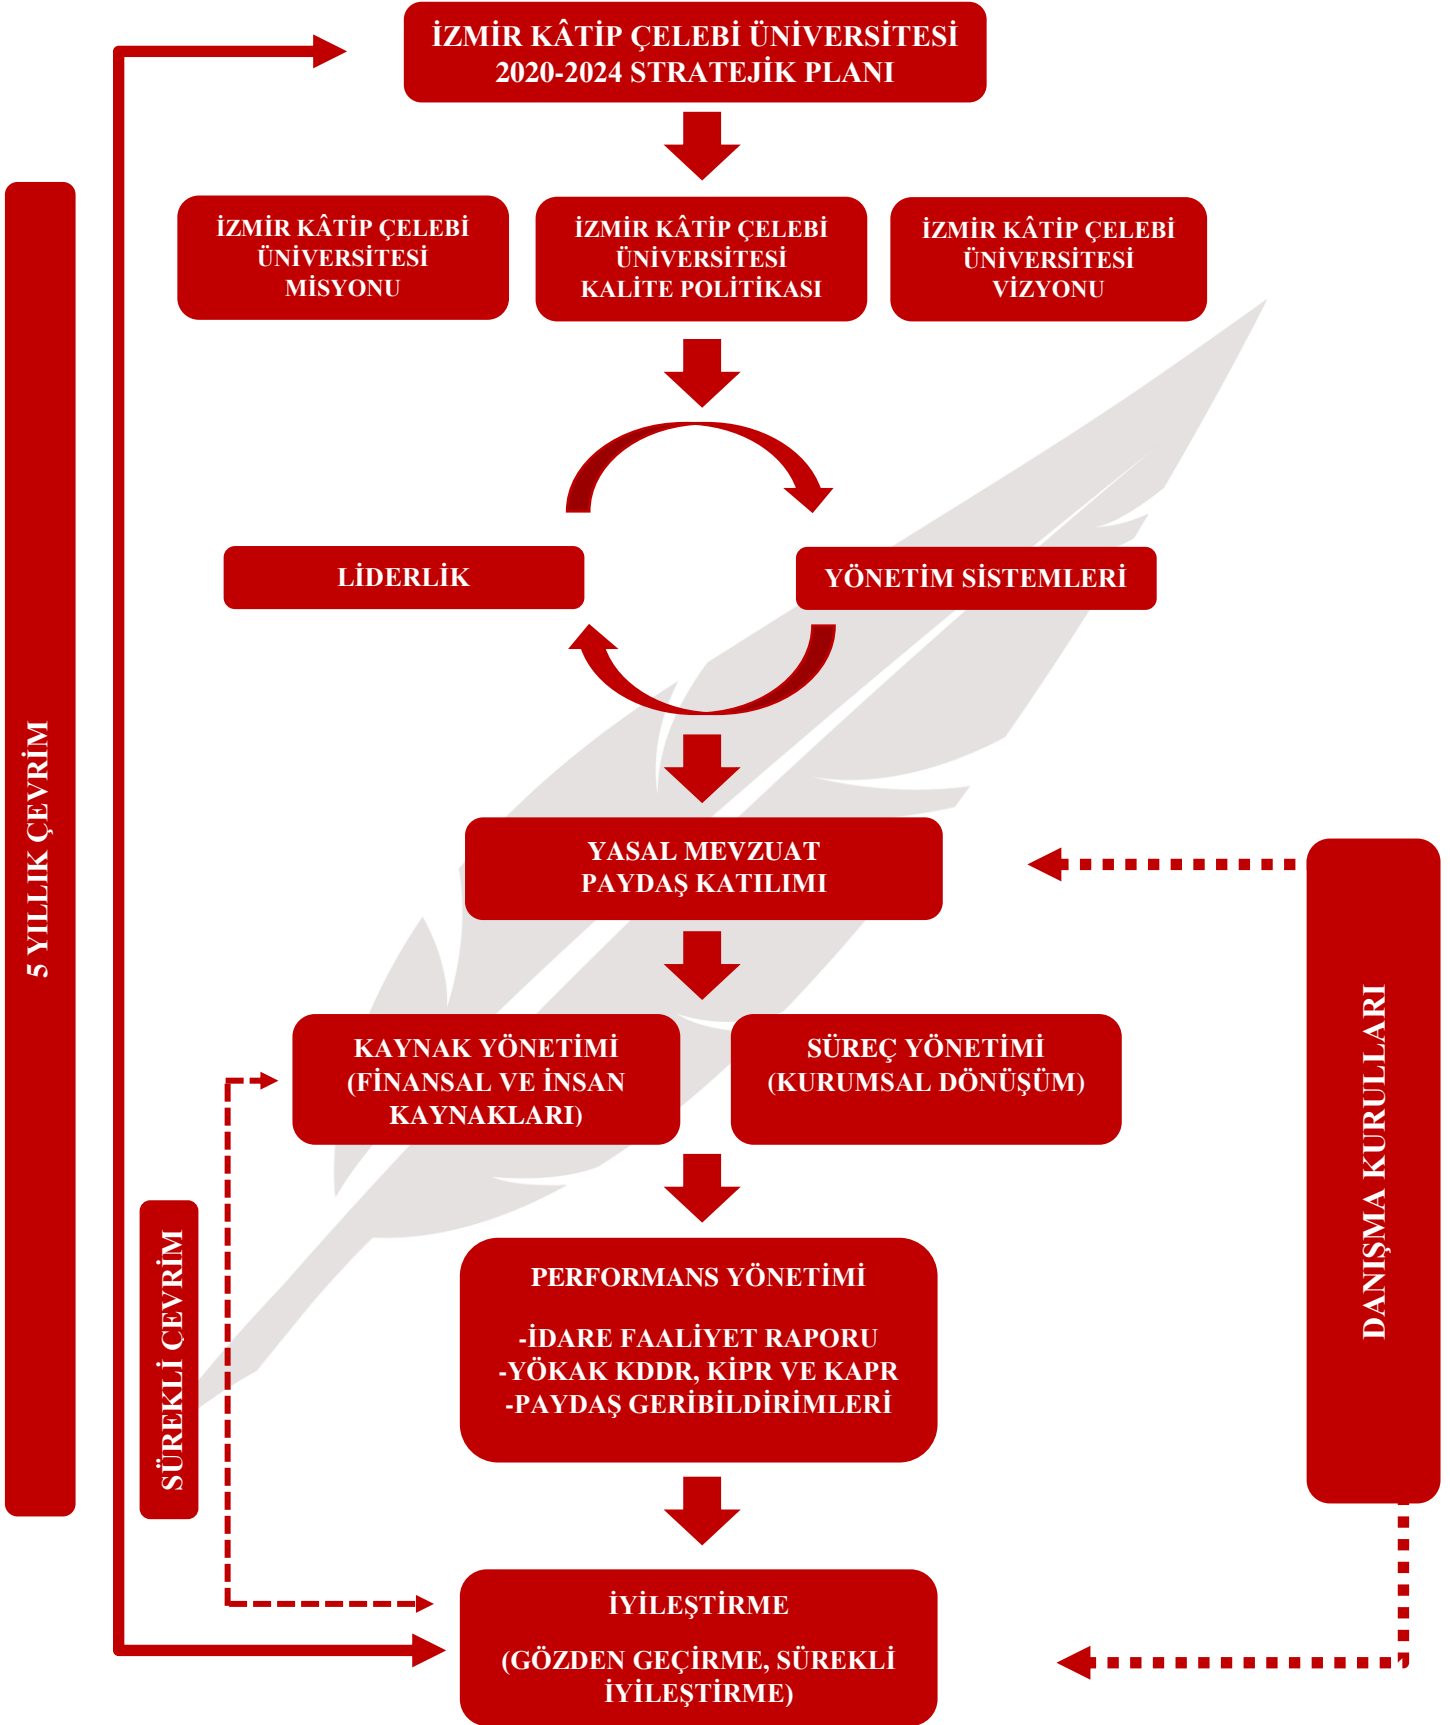 İZMİR KÂTİP ÇELEBİ ÜNİVERSİTESİ
2020-2024 STRATEJİK PLANI
İZMİR KÂTİP ÇELEBİ
ÜNİVERSİTESİ
MİSYONU
İZMİR KÂTİP ÇELEBİ
ÜNİVERSİTESİ
KALİTE POLİTİKASI
İZMİR KÂTİP ÇELEBİ
ÜNİVERSİTESİ
VİZYONU
LİDERLİK
YÖNETİM SİSTEMLERİ
5 YILLIK ÇEVRİM
YASAL MEVZUAT
PAYDAŞ KATILIMI
KAYNAK YÖNETİMİ
(FİNANSAL VE İNSAN
KAYNAKLARI)
SÜREÇ YÖNETİMİ
(KURUMSAL DÖNÜŞÜM)
DANIŞMA KURULLARI
SÜREKLİ ÇEVRİM
PERFORMANS YÖNETİMİ
-İDARE FAALİYET RAPORU
-YÖKAK KDDR, KİPR VE KAPR
-PAYDAŞ GERİBİLDİRİMLERİ
İYİLEŞTİRME
(GÖZDEN GEÇİRME, SÜREKLİ
İYİLEŞTİRME)